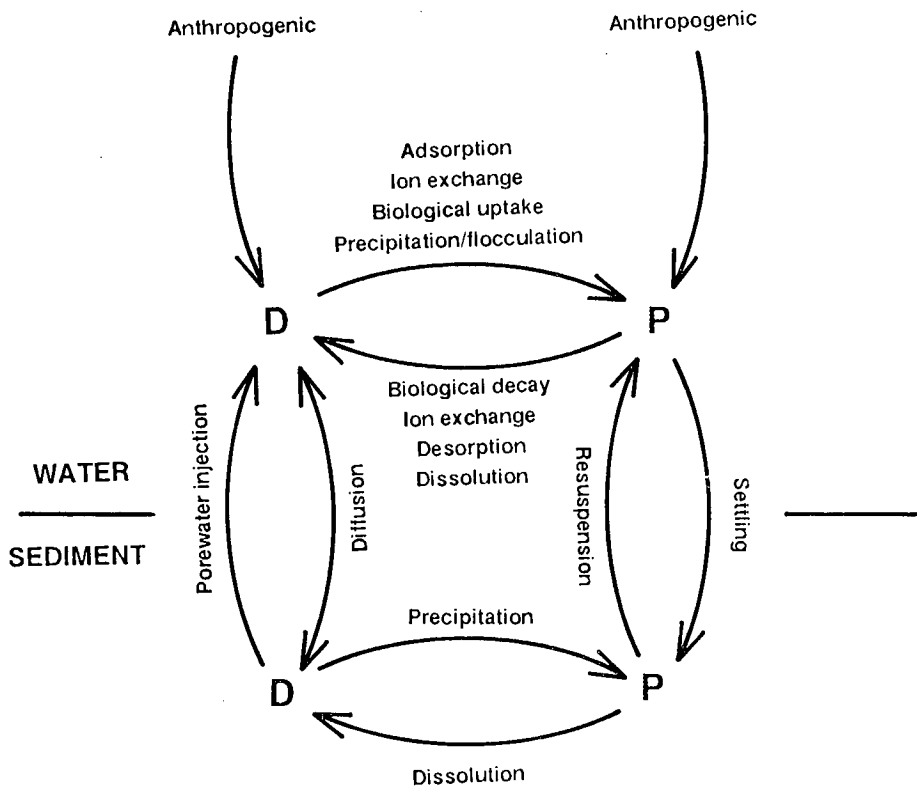 Anthropogenic
Anthropogenic
Adsorption
Ion exchange
Biological uptake
Precipitation/flocculation
D
P
Biological decay
Ion exchange
Desorption
Dissolution
WATER
SEDIMENT
Porewater injection
Diffusion
Resuspension
Settling
Precipitation
D
P
Dissolution